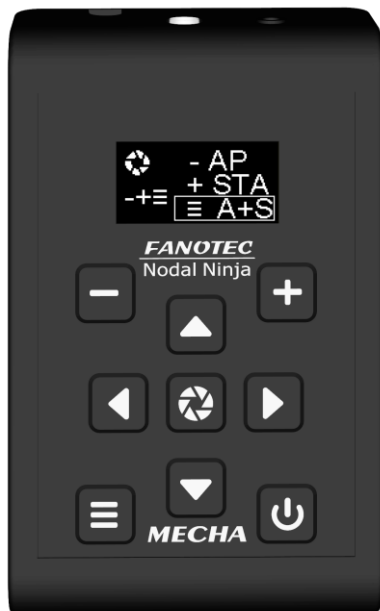 - AP
+ STA
-+≡ ≡ A+S
FANOTEC
Nodal Ninja
MECHA